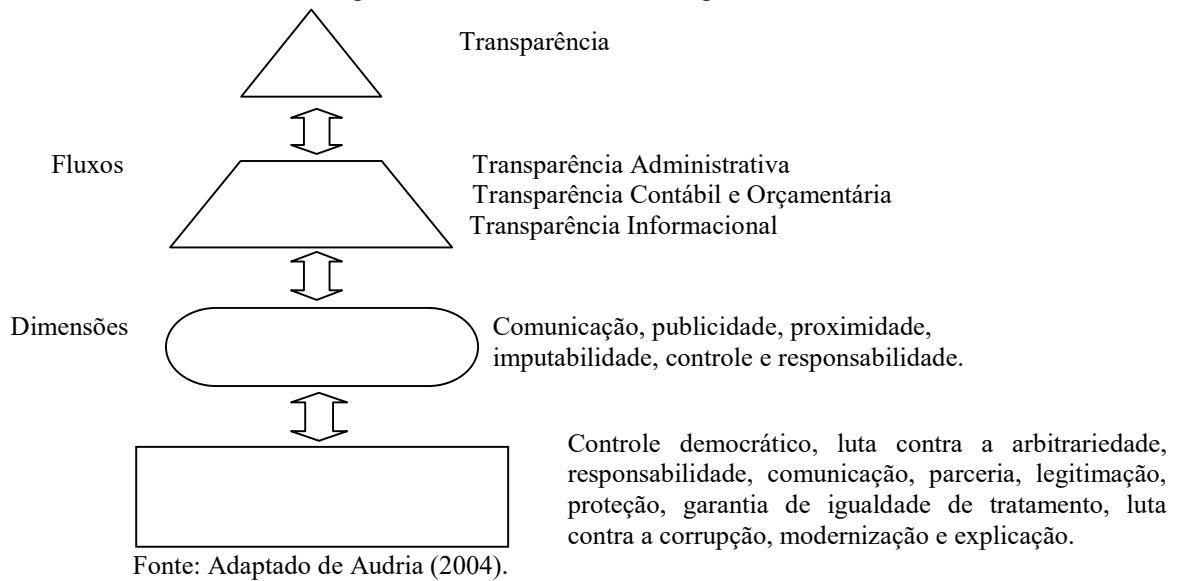 Transparência
Fluxos
Transparência Administrativa
Transparência Contábil e Orçamentária
Transparência Informacional
Dimensões
Comunicação, publicidade, proximidade,
imputabilidade, controle e responsabilidade.
Controle democrático, luta contra a arbitrariedade,
responsabilidade, comunicação, parceria, legitimação,
proteção, garantia de igualdade de tratamento, luta
contra a corrupção, modernização e explicação.
Fonte: Adaptado de Audria (2004).